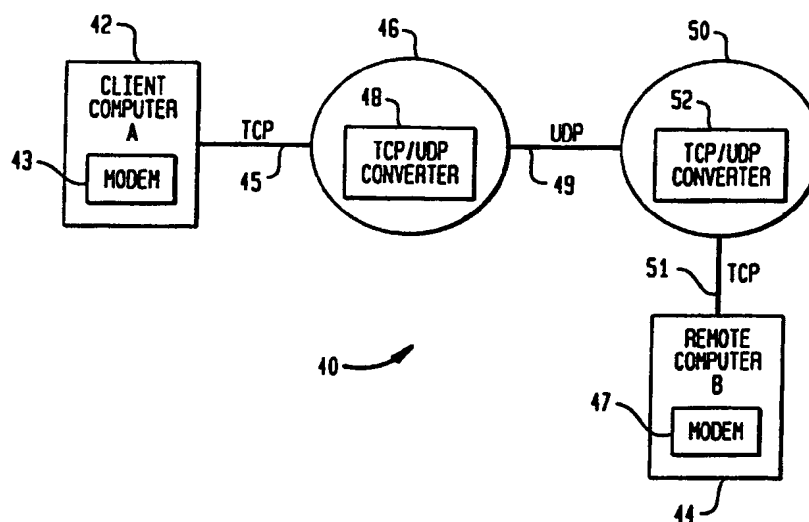 42
46
50
CLIENT
COMPUTER
A
43
MODEM
TCP
45
48
TCP/UDP
CONVERTER
UDP
49
52
TCP/UDP
CONVERTER
51
TCP
40
REMOTE
COMPUTER
B
47
MODEM
44